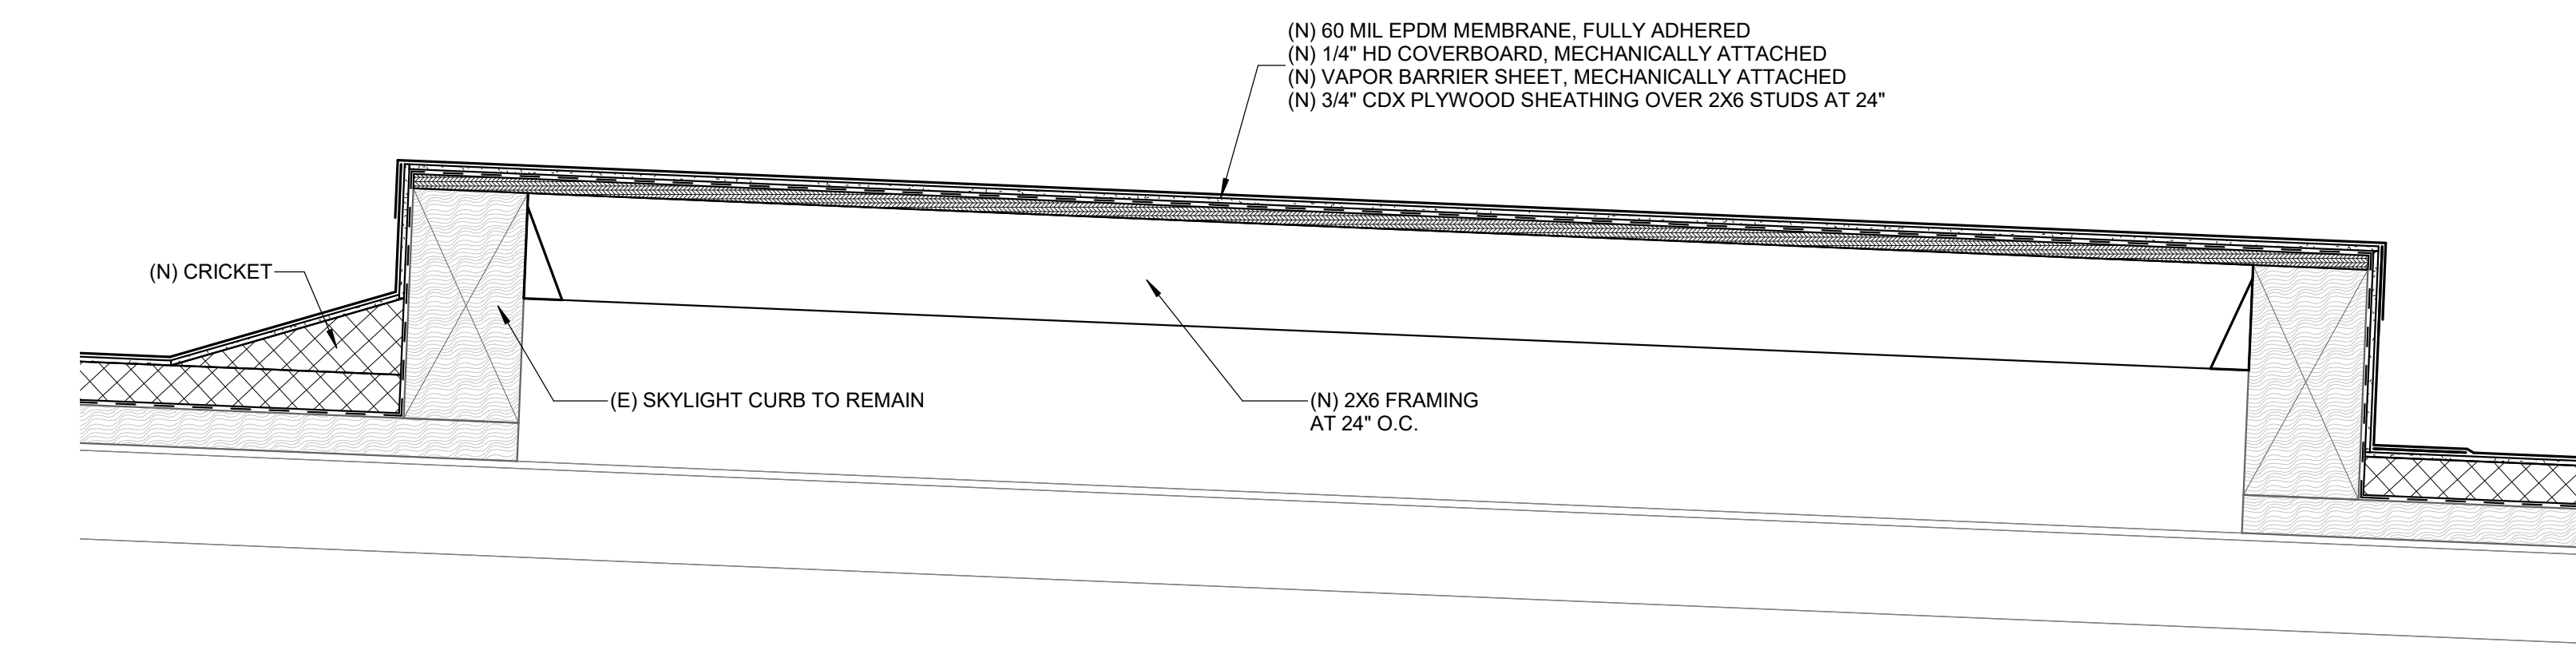 (N) 60 MIL EPDM MEMBRANE, FULLY ADHERED
(N) 1/4" HD COVERBOARD, MECHANICALLY ATTACHED
(N) VAPOR BARRIER SHEET, MECHANICALLY ATTACHED
(N) 3/4" CDX PLYWOOD SHEATHING OVER 2X6 STUDS AT 24"
(N) CRICKET
(E) SKYLIGHT CURB TO REMAIN
(N) 2X6 FRAMING
AT 24" O.C.